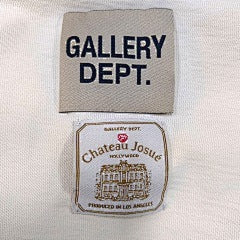 GALLERY
DEPT.
GALLERY DEPT.
Chateau Josué
HOLLYWOOD
PRODUCED IN LOS ANGELES